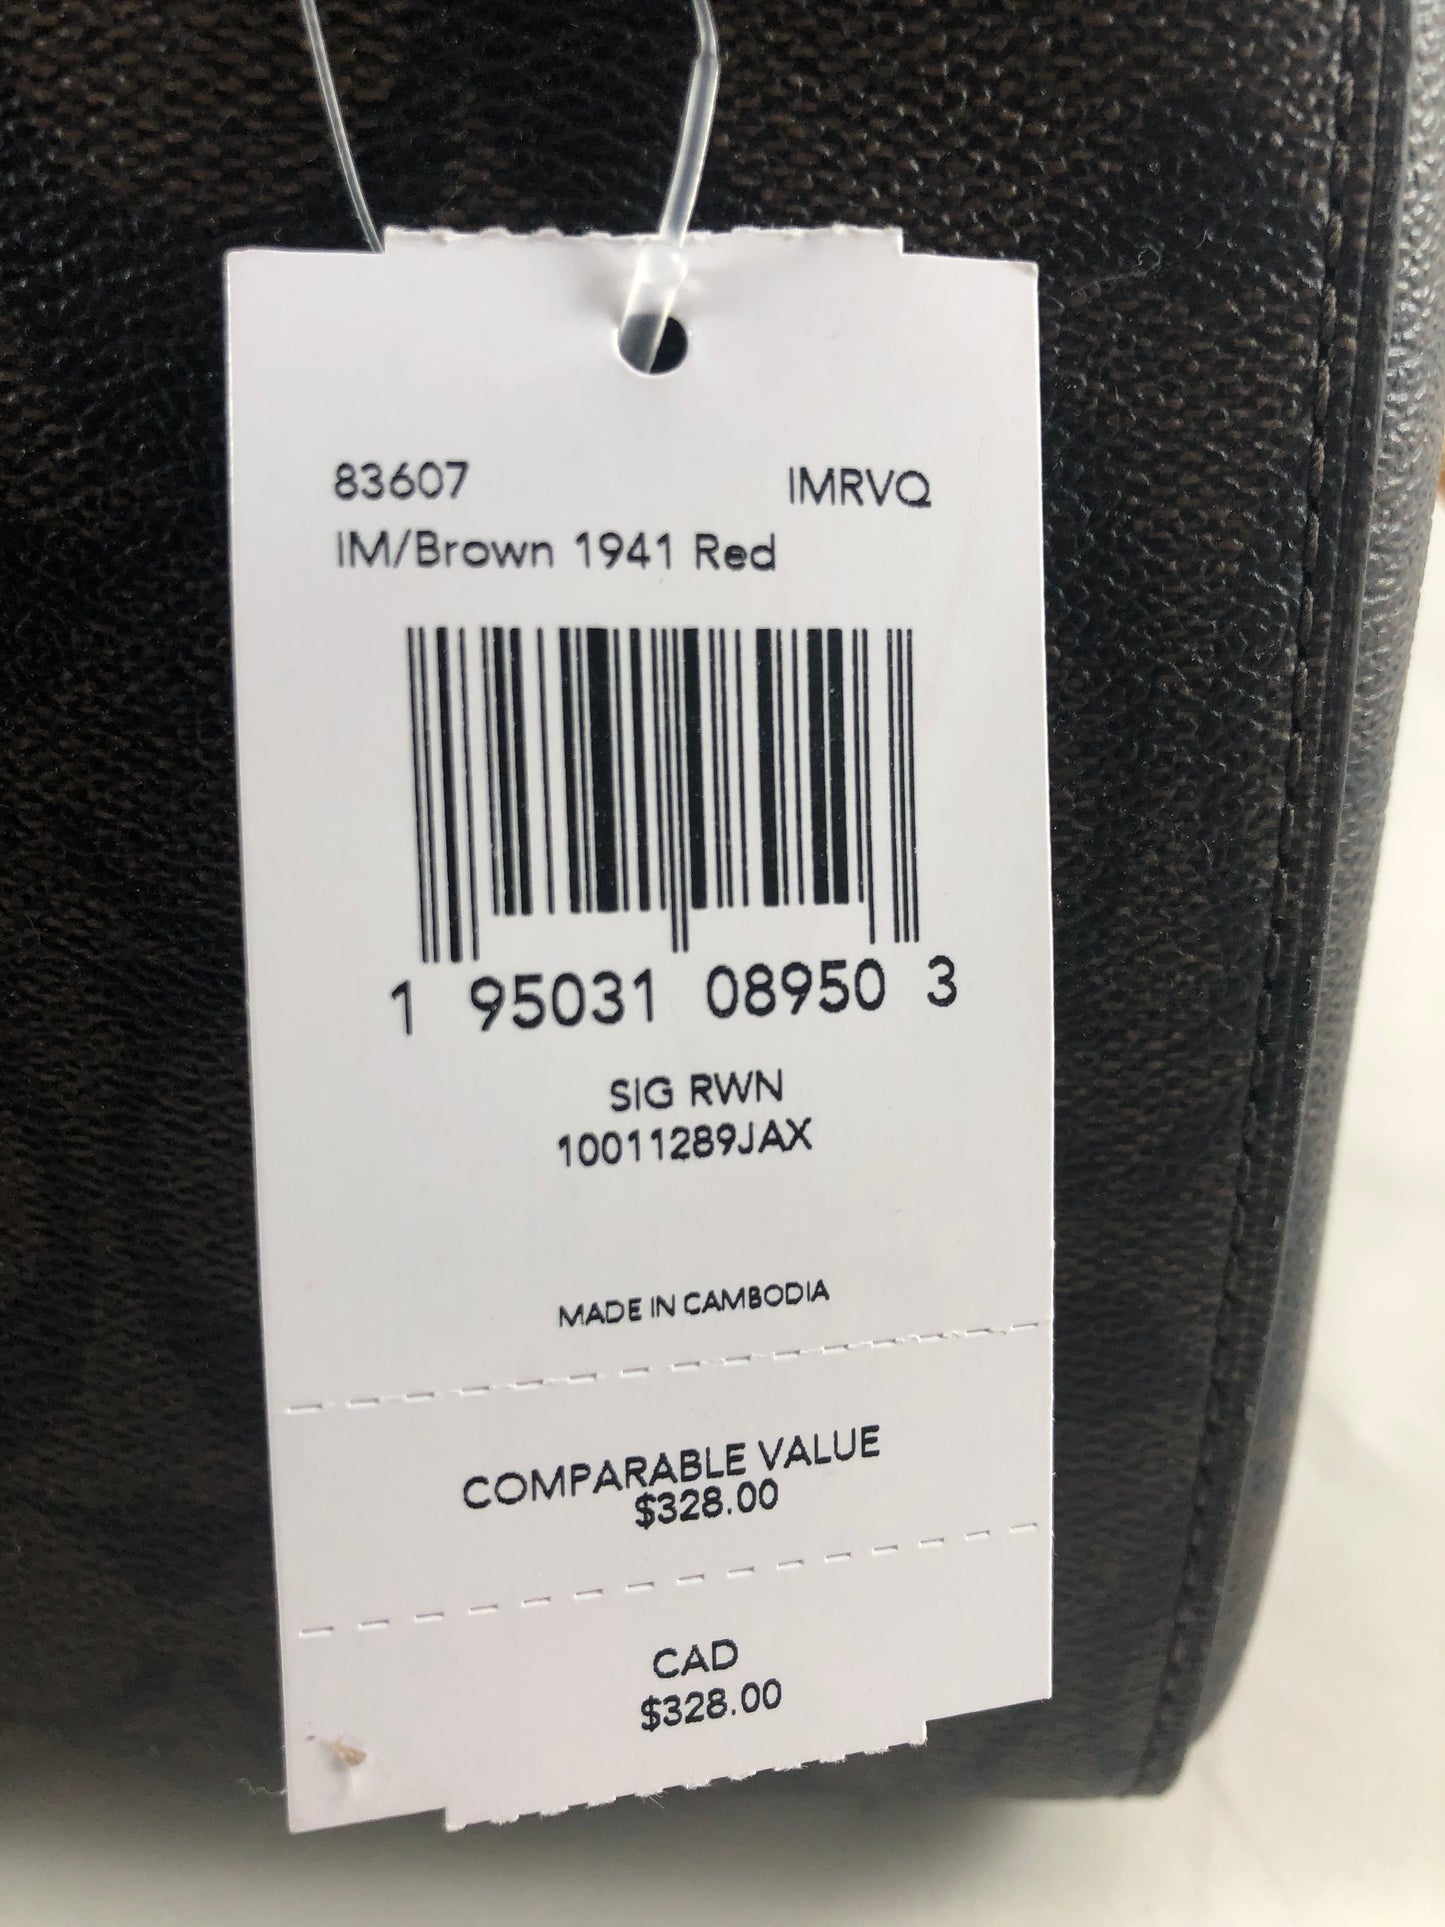 83607 IMRVQ
IM/Brown 1941 Red
1 95031 08950 3
SIG RWN
10011289JAX
MADE IN CAMBODIA
COMPARABLE VALUE
$328.00
CAD
$328.00